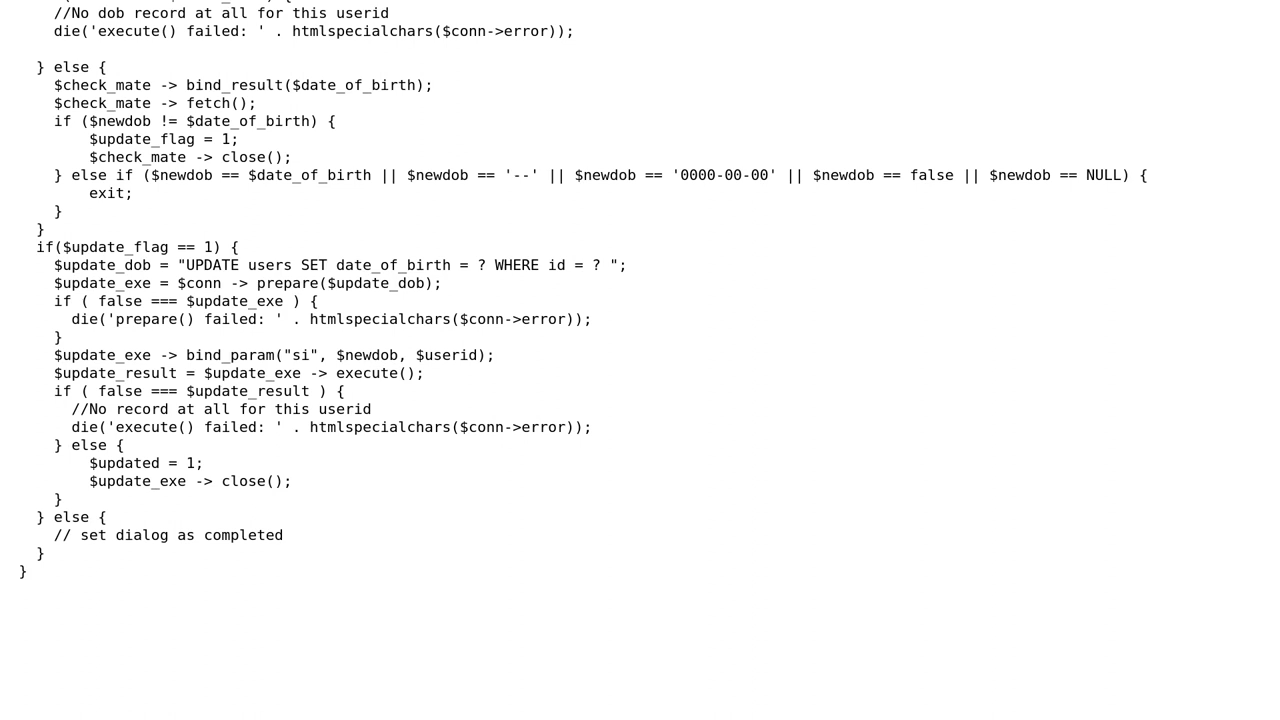 //No dob record at all for this userid
die('execute() failed: ' . htmlspecialchars($conn->error));
} else {
$check_mate -> bind_result($date_of_birth);
$check_mate -> fetch();
if ($newdob != $date_of_birth) {
$update_flag = 1;
$check_mate -> close();
} else if ($newdob == $date_of_birth || $newdob == '--' || $newdob == '0000-00-00' || $newdob == false || $newdob == NULL) {
exit;
}
}
if($update_flag == 1) {
$update_dob = "UPDATE users SET date_of_birth = ? WHERE id = ? ";
$update_exe = $conn -> prepare($update_dob);
if ( false === $update_exe ) {
die('prepare() failed: ' . htmlspecialchars($conn->error));
}
$update_exe -> bind_param("si", $newdob, $userid);
$update_result = $update_exe -> execute();
if ( false === $update_result ) {
//No record at all for this userid
die('execute() failed: ' . htmlspecialchars($conn->error));
} else {
$updated = 1;
$update_exe -> close();
}
} else {
// set dialog as completed
}
}